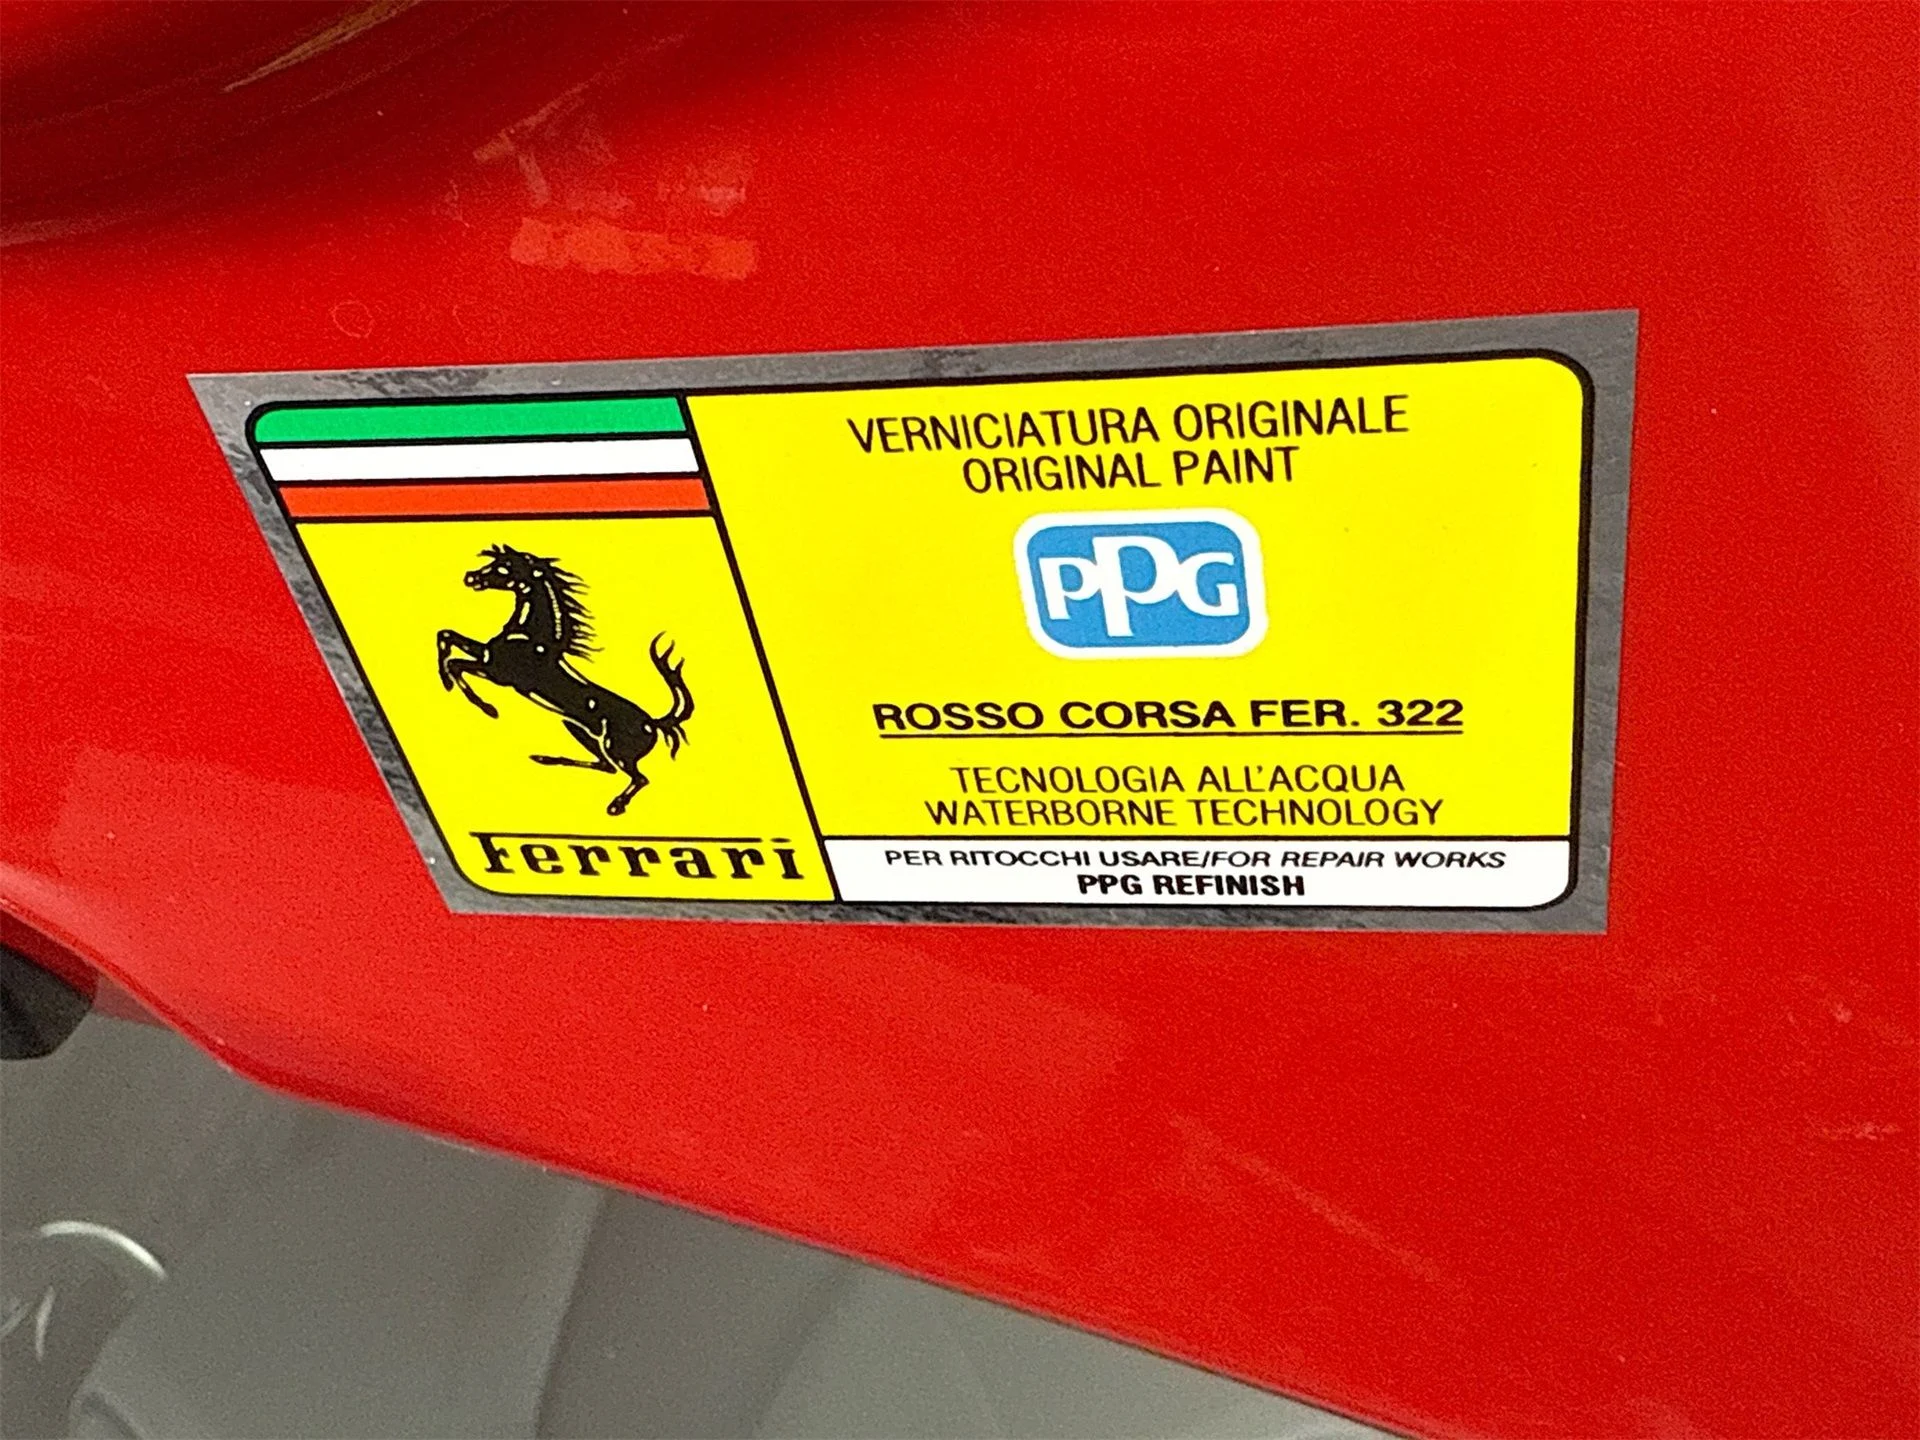 VERNICIATURA ORIGINALE
ORIGINAL PAINT
PPG
ROSSO CORSA FER. 322
TECNOLOGIA ALL'ACQUA
WATERBORNE TECHNOLOGY
PER RITOCCHI USARE/FOR REPAIR WORKS
PPG REFINISH
Ferrari